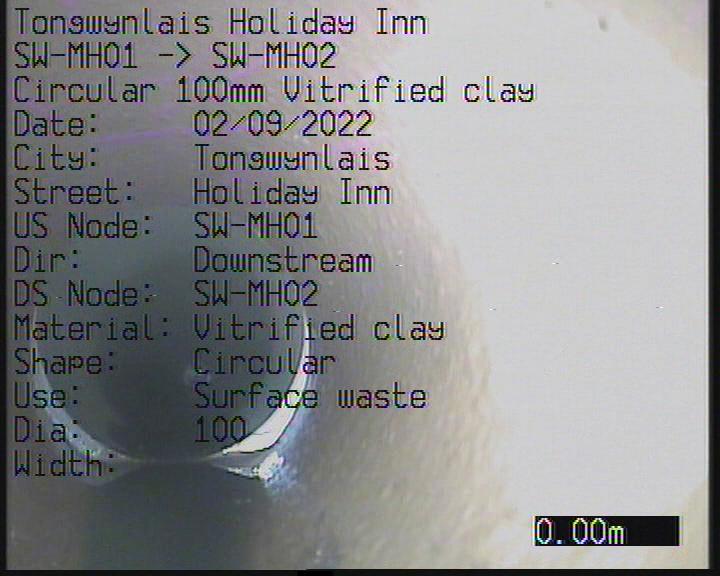 Tongwynlais Holiday Inn
SW-MH01 -> SW-MH02
Circular 100mm Vitrified clay
Date: 02/09/2022
City: Tongwynlais
Street: Holiday Inn
US Node: SW-MH01
Dir: Downstream
DS Node: SW-MH02
Material: Vitrified clay
Shape: Circular
Use: Surface waste
Dia: 100
Width:
0.00m